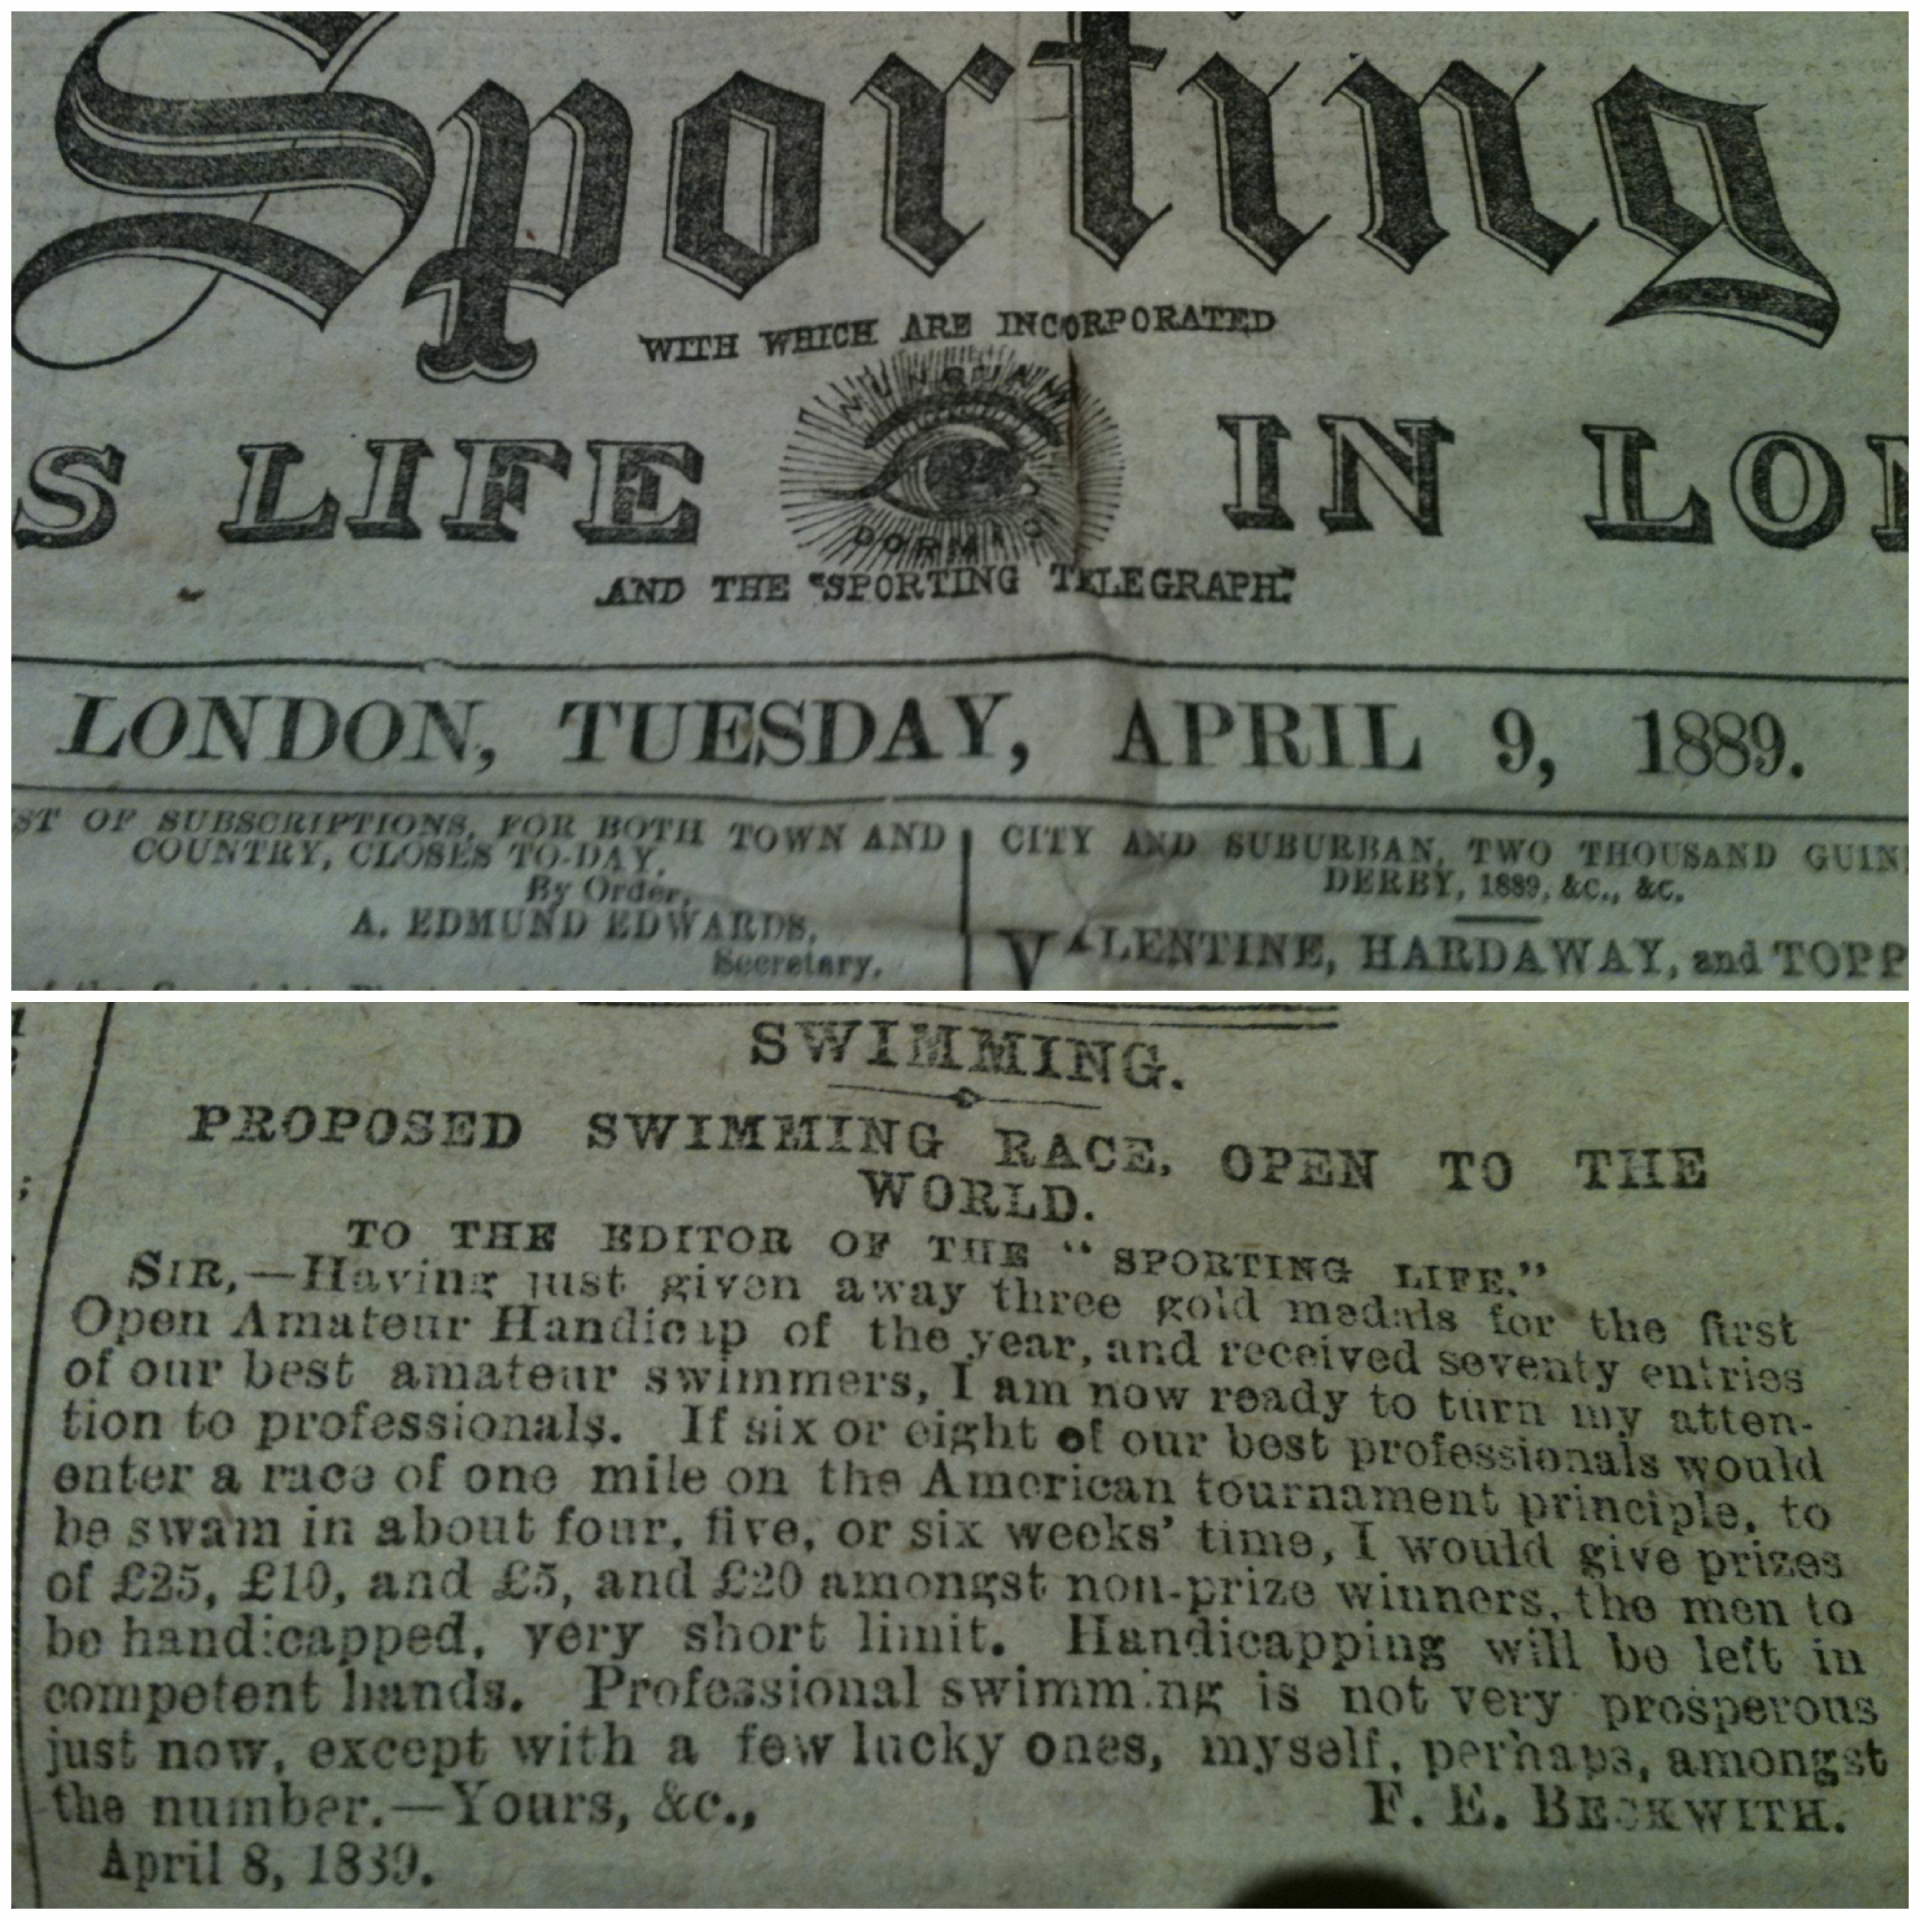 Sporting
WITH WHICH ARE INCORPORATED
NUNQUAM
S LIFE IN LON
DORMIO
AND THE "SPORTING TELEGRAPH."
LONDON, TUESDAY, APRIL 9, 1889.
ST OF SUBSCRIPTIONS, FOR BOTH TOWN AND
COUNTRY, CLOSES TO-DAY.
By Order,
A. EDMUND EDWARDS,
Secretary.
CITY AND SUBURBAN, TWO THOUSAND GUIN
DERBY, 1889, &c., &c.
VALENTINE, HARDAWAY, and TOPP
SWIMMING.
PROPOSED SWIMMING RACE, OPEN TO THE
WORLD.
TO THE EDITOR OF THE "SPORTING LIFE."
SIR,—Having just given away three gold medals for the first
Open Amateur Handicap of the year, and received seventy entries
of our best amateur swimmers, I am now ready to turn my atten-
tion to professionals. If six or eight of our best professionals would
enter a race of one mile on the American tournament principle, to
be swam in about four, five, or six weeks' time, I would give prizes
of £25, £10, and £5, and £20 amongst non-prize winners, the men to
be handicapped, very short limit. Handicapping will be left in
competent hands. Professional swimming is not very prosperous
just now, except with a few lucky ones, myself, perhaps, amongst
the number.—Yours, &c., F. E. BECKWITH.
April 8, 1889.